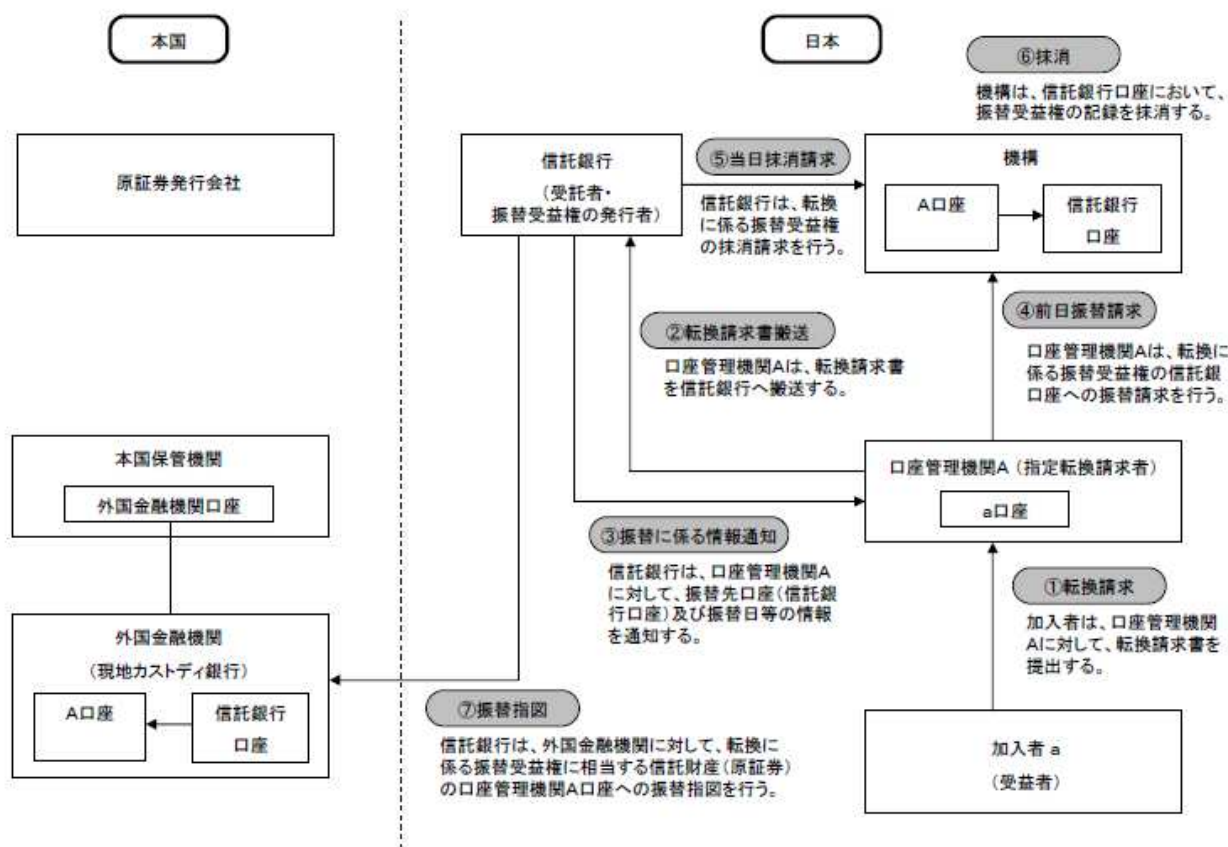 本国
日本
⑥抹消
機構は、信託銀行口座において、
振替受益権の記録を抹消する。
原証券発行会社
信託銀行
(受託者・
振替受益権の発行者)
⑤当日抹消請求
信託銀行は、転換
に係る振替受益権
の抹消請求を行う。
機構
A口座
信託銀行
口座
②転換請求書搬送
口座管理機関Aは、転換請求書
を信託銀行へ搬送する。
④前日振替請求
口座管理機関Aは、転換に
係る振替受益権の信託銀
口座への振替請求を行う。
本国保管機関
外国金融機関口座
口座管理機関A(指定転換請求者)
a口座
③振替に係る情報通知
信託銀行は、口座管理機関A
に対して、振替先口座(信託銀
行口座)及び振替日等の情報
を通知する。
①転換請求
加入者は、口座管理機関
Aに対して、転換請求書を
提出する。
外国金融機関
(現地カストディ銀行)
A口座
信託銀行
口座
⑦振替指図
信託銀行は、外国金融機関に対して、転換に
係る振替受益権に相当する信託財産(原証券)
の口座管理機関A口座への振替指図を行う。
加入者 a
(受益者)